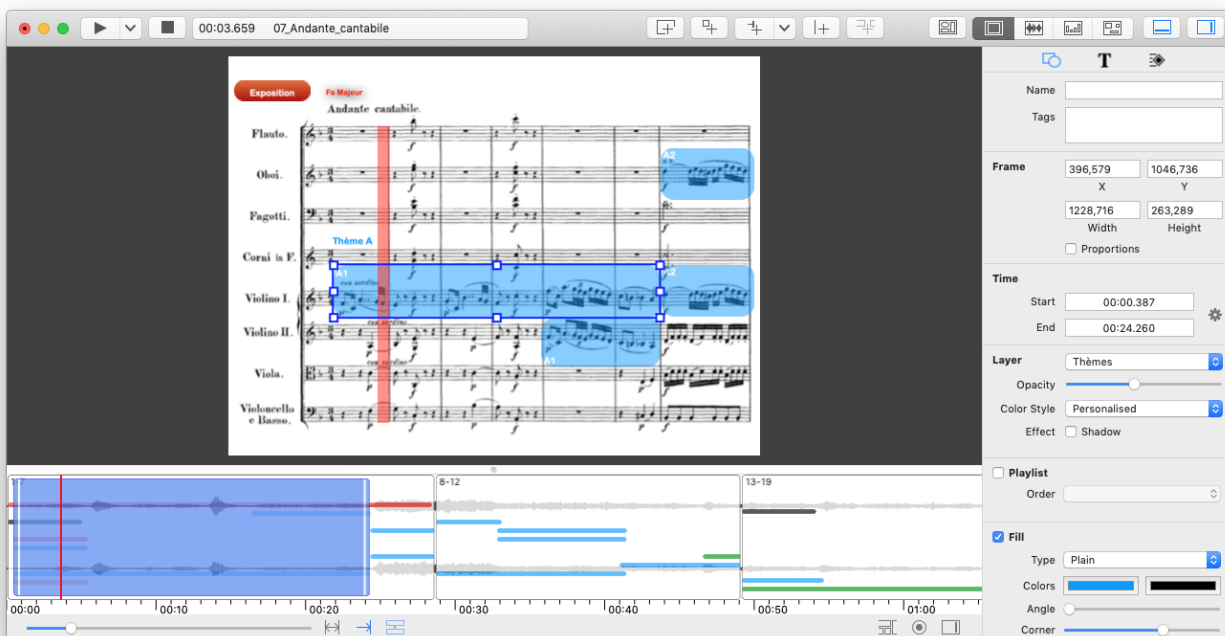 00:03.659 07_Andante_cantabile
T
Name
Tags
Frame
396,579 1046,736
X Y
1228,716 263,289
Width Height
Proportions
Time
Start 00:00.387
End 00:24.260
Layer Thèmes
Opacity
Color Style Personalised
Effect Shadow
Playlist
Order
Fill
Type Plain
Colors
Angle
Corner
Exposition Fa Majeur
Andante cantabile.
Flauto.
f f
A2
Oboi.
f f f
Fagotti.
f f f
Thème A
Corni in F.
f f f
A1 A2
con sordino
Violino I.
con sordino
Violino II.
p f p f p
A1
con sordino
Viola.
p f p f p
Violoncello
e Basso.
p f p f
8-12 13-19
00:00 00:10 00:20 00:30 00:40 00:50 01:00